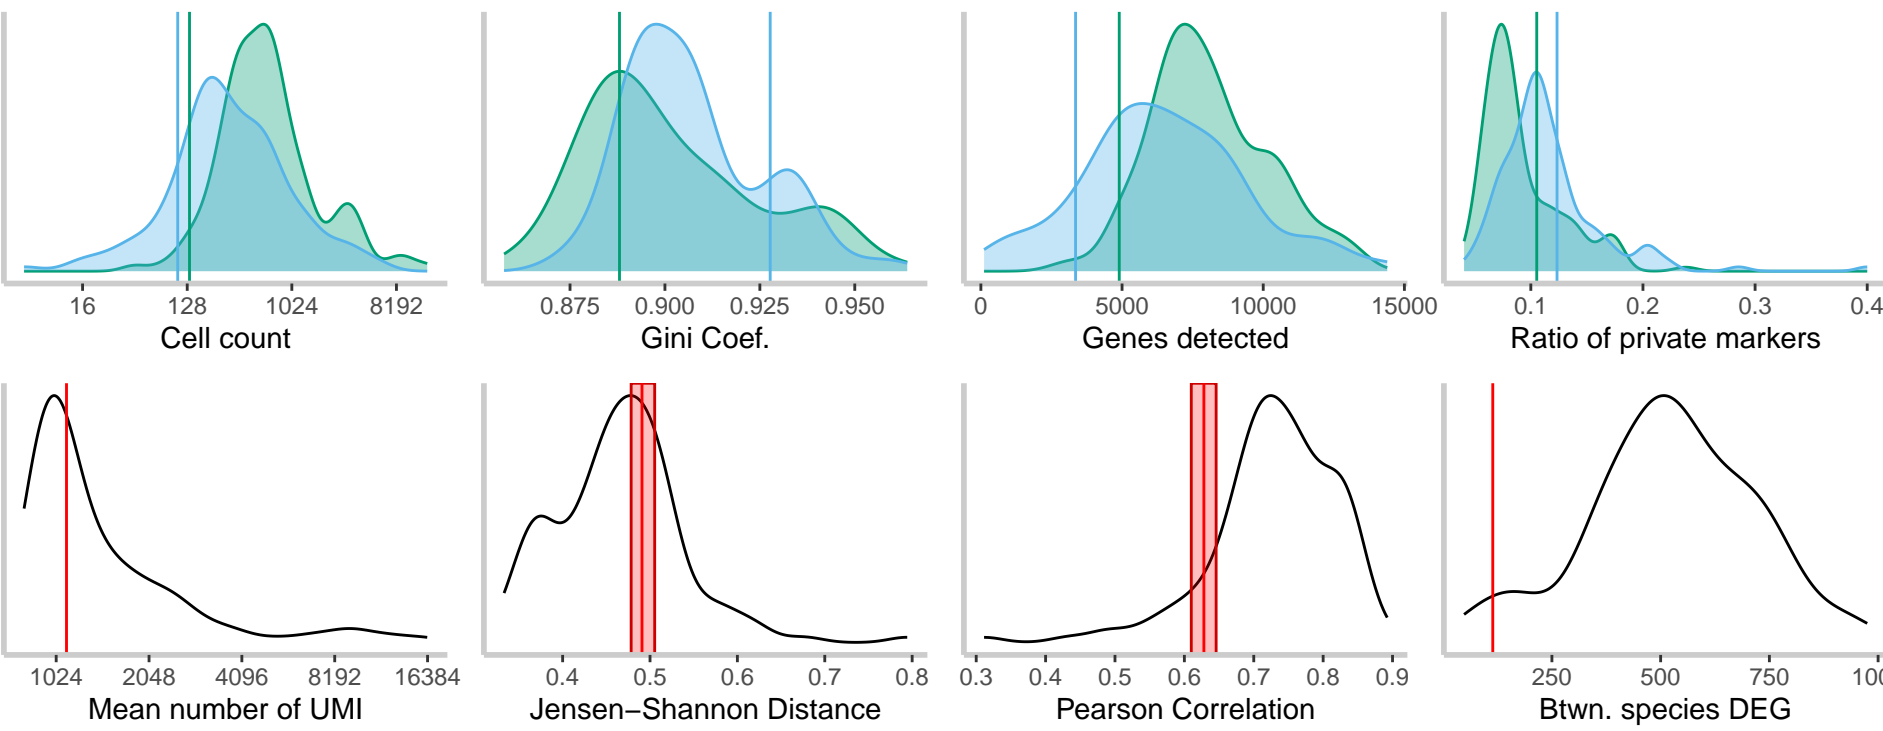 16 128 1024 8192
Cell count
0.875 0.900 0.925 0.950
Gini Coef.
0 5000 10000 15000
Genes detected
0.1 0.2 0.3 0.4
Ratio of private markers
1024 2048 4096 8192 16384
Mean number of UMI
0.4 0.5 0.6 0.7 0.8
Jensen−Shannon Distance
0.3 0.4 0.5 0.6 0.7 0.8 0.9
Pearson Correlation
250 500 750 100
Btwn. species DEG